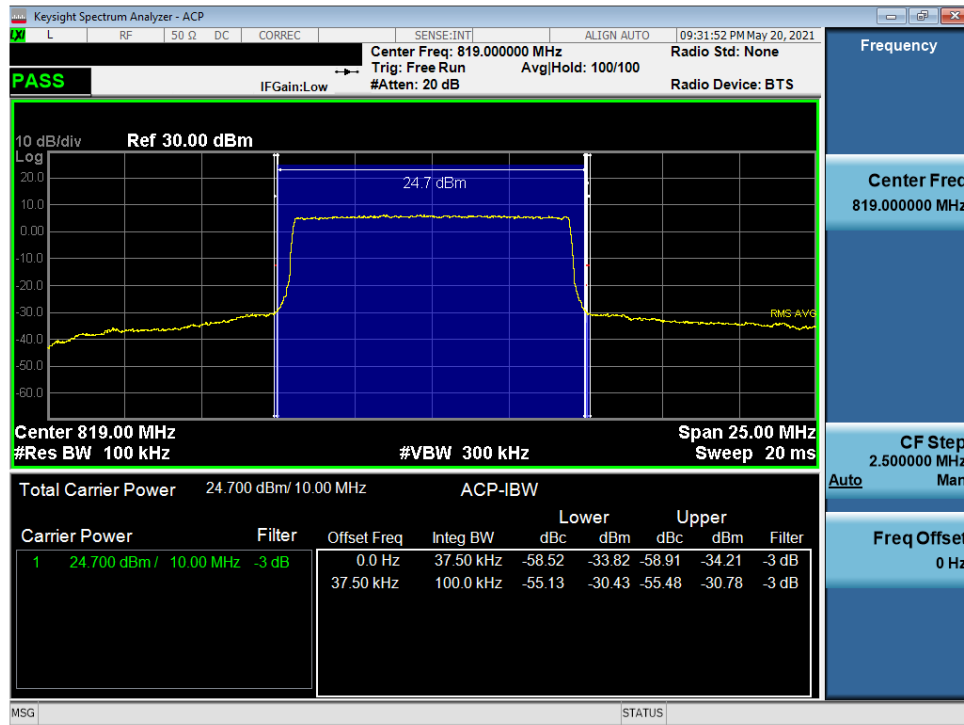 Keysight Spectrum Analyzer - ACP
LXI L RF 50 Ω DC CORREC SENSE:INT ALIGN AUTO 09:31:52 PM May 20, 2021
Center Freq: 819.000000 MHz Radio Std: None
Trig: Free Run Avg|Hold: 100/100
PASS IFGain:Low #Atten: 20 dB Radio Device: BTS
Frequency
10 dB/div Ref 30.00 dBm
Log
20.0
10.0
0.00
-10.0
-20.0
-30.0
-40.0
-50.0
-60.0
24.7 dBm
RMS AVG
Center 819.00 MHz Span 25.00 MHz
#Res BW 100 kHz #VBW 300 kHz Sweep 20 ms
Center Freq
819.000000 MHz
CF Step
2.500000 MHz
Auto Man
Freq Offset
0 Hz
Total Carrier Power 24.700 dBm/ 10.00 MHz ACP-IBW
Lower Upper
Carrier Power Filter Offset Freq Integ BW dBc dBm dBc dBm Filter
1 24.700 dBm / 10.00 MHz -3 dB 0.0 Hz 37.50 kHz -58.52 -33.82 -58.91 -34.21 -3 dB
37.50 kHz 100.0 kHz -55.13 -30.43 -55.48 -30.78 -3 dB
MSG STATUS